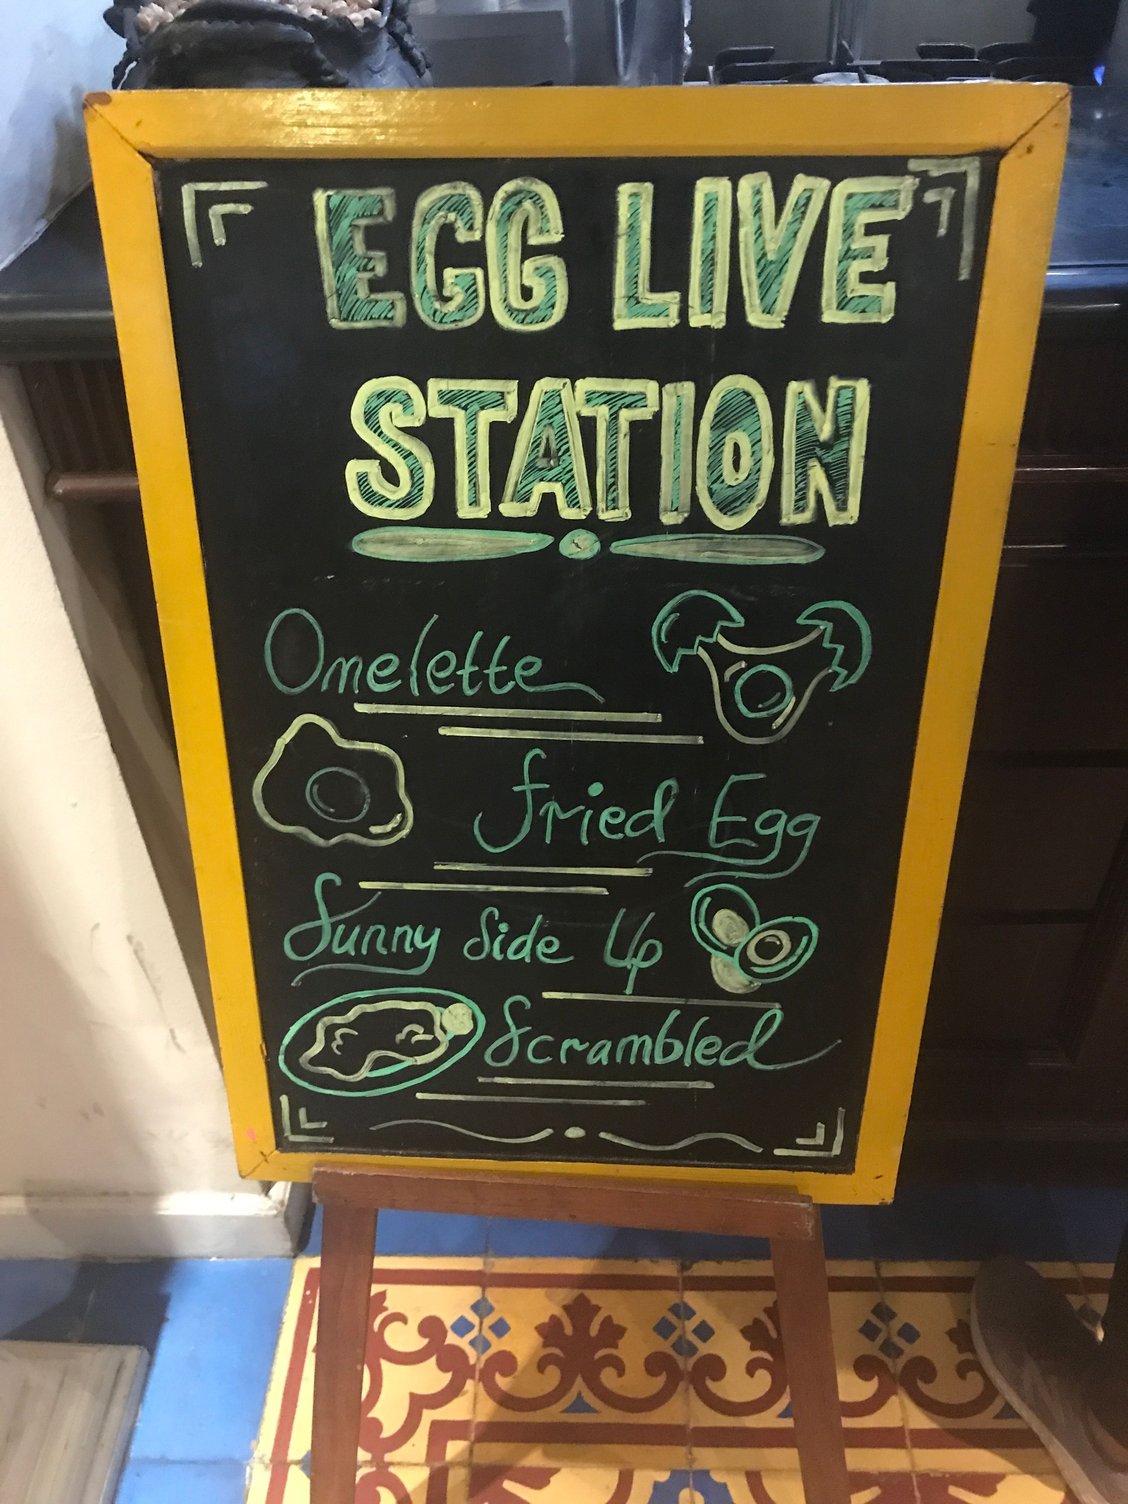 EGG LIVE
STATION
Omelette
fried Egg
Sunny Side Up
Scrambled